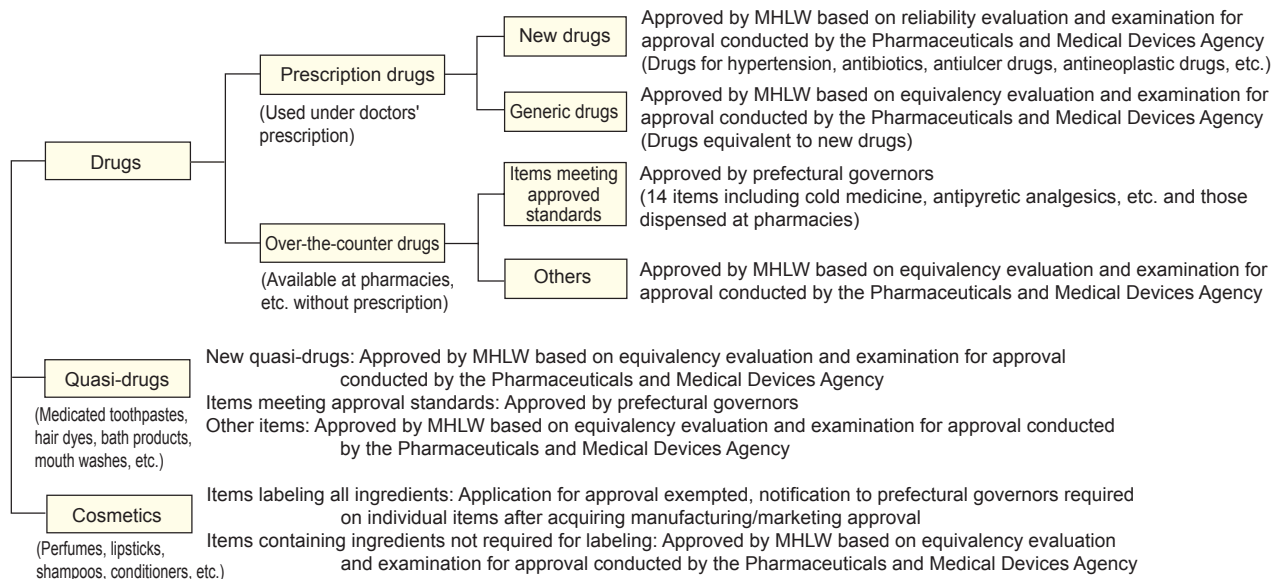 New drugs
Approved by MHLW based on reliability evaluation and examination for
approval conducted by the Pharmaceuticals and Medical Devices Agency
(Drugs for hypertension, antibiotics, antiulcer drugs, antineoplastic drugs, etc.)
Prescription drugs
(Used under doctors'
prescription)
Generic drugs
Approved by MHLW based on equivalency evaluation and examination for
approval conducted by the Pharmaceuticals and Medical Devices Agency
(Drugs equivalent to new drugs)
Drugs
Items meeting
approved
standards
Approved by prefectural governors
(14 items including cold medicine, antipyretic analgesics, etc. and those
dispensed at pharmacies)
Over-the-counter drugs
(Available at pharmacies,
etc. without prescription)
Others
Approved by MHLW based on equivalency evaluation and examination for
approval conducted by the Pharmaceuticals and Medical Devices Agency
Quasi-drugs
(Medicated toothpastes,
hair dyes, bath products,
mouth washes, etc.)
New quasi-drugs: Approved by MHLW based on equivalency evaluation and examination for approval
conducted by the Pharmaceuticals and Medical Devices Agency
Items meeting approval standards: Approved by prefectural governors
Other items: Approved by MHLW based on equivalency evaluation and examination for approval conducted
by the Pharmaceuticals and Medical Devices Agency
Cosmetics
(Perfumes, lipsticks,
shampoos, conditioners, etc.)
Items labeling all ingredients: Application for approval exempted, notification to prefectural governors required
on individual items after acquiring manufacturing/marketing approval
Items containing ingredients not required for labeling: Approved by MHLW based on equivalency evaluation
and examination for approval conducted by the Pharmaceuticals and Medical Devices Agency